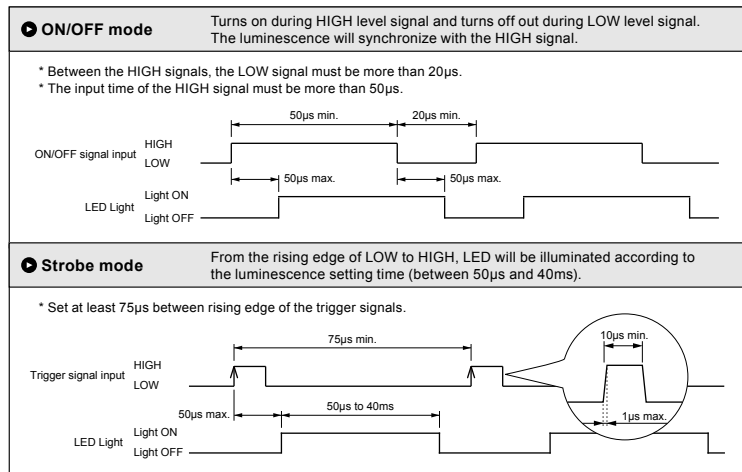 ON/OFF mode
Turns on during HIGH level signal and turns off out during LOW level signal.
The luminescence will synchronize with the HIGH signal.
* Between the HIGH signals, the LOW signal must be more than 20μs.
* The input time of the HIGH signal must be more than 50μs.
50μs min.
20μs min.
ON/OFF signal input
HIGH
LOW
50μs max.
50μs max.
LED Light
Light ON
Light OFF
Strobe mode
From the rising edge of LOW to HIGH, LED will be illuminated according to
the luminescence setting time (between 50μs and 40ms).
* Set at least 75μs between rising edge of the trigger signals.
75μs min.
10μs min.
Trigger signal input
HIGH
LOW
50μs max.
50μs to 40ms
1μs max.
LED Light
Light ON
Light OFF